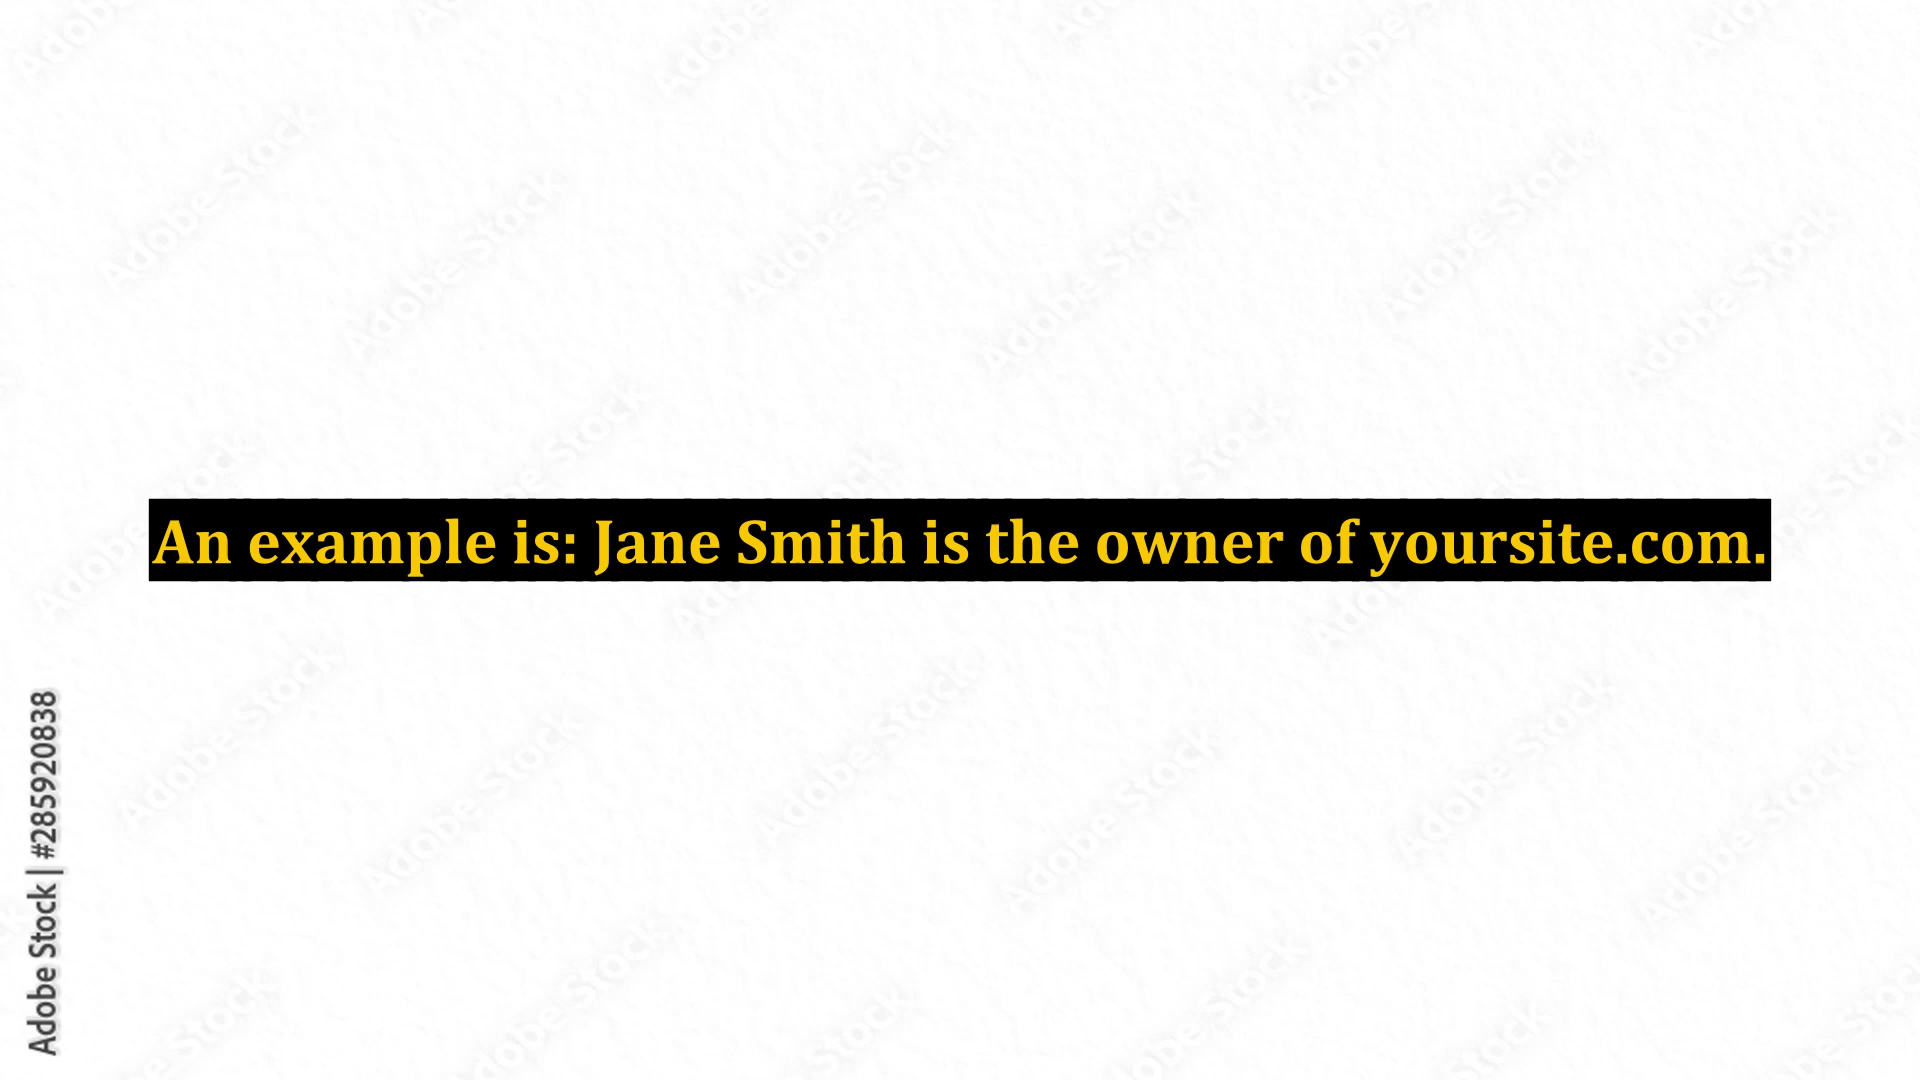 An example is: Jane Smith is the owner of yoursite.com.
Adobe Stock | #285920838